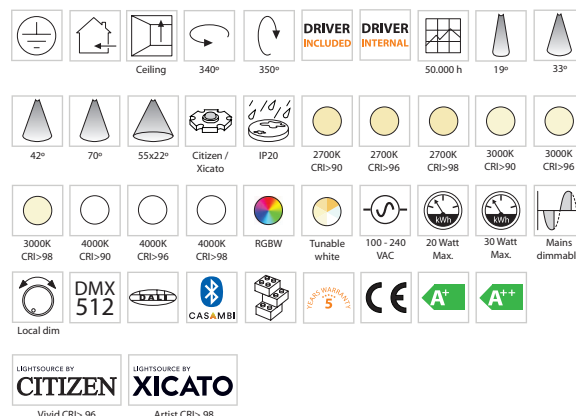 DRIVER
INCLUDED
DRIVER
INTERNAL
Ceiling
340º
350º
50.000 h
19º
33º
42º
70º
55x22º
Citizen /
Xicato
IP20
2700K
CRI>90
2700K
CRI>96
2700K
CRI>98
3000K
CRI>90
3000K
CRI>96
3000K
CRI>98
4000K
CRI>90
4000K
CRI>96
4000K
CRI>98
RGBW
Tunable
white
100 - 240
VAC
kWh
20 Watt
Max.
kWh
30 Watt
Max.
Mains
dimmable
Local dim
DMX
512
DALI
CASAMBI
5 YEARS WARRANTY
CE
A+
A++
LIGHTSOURCE BY
CITIZEN
Vivid CRI> 96
LIGHTSOURCE BY
XICATO
Artist CRI> 98